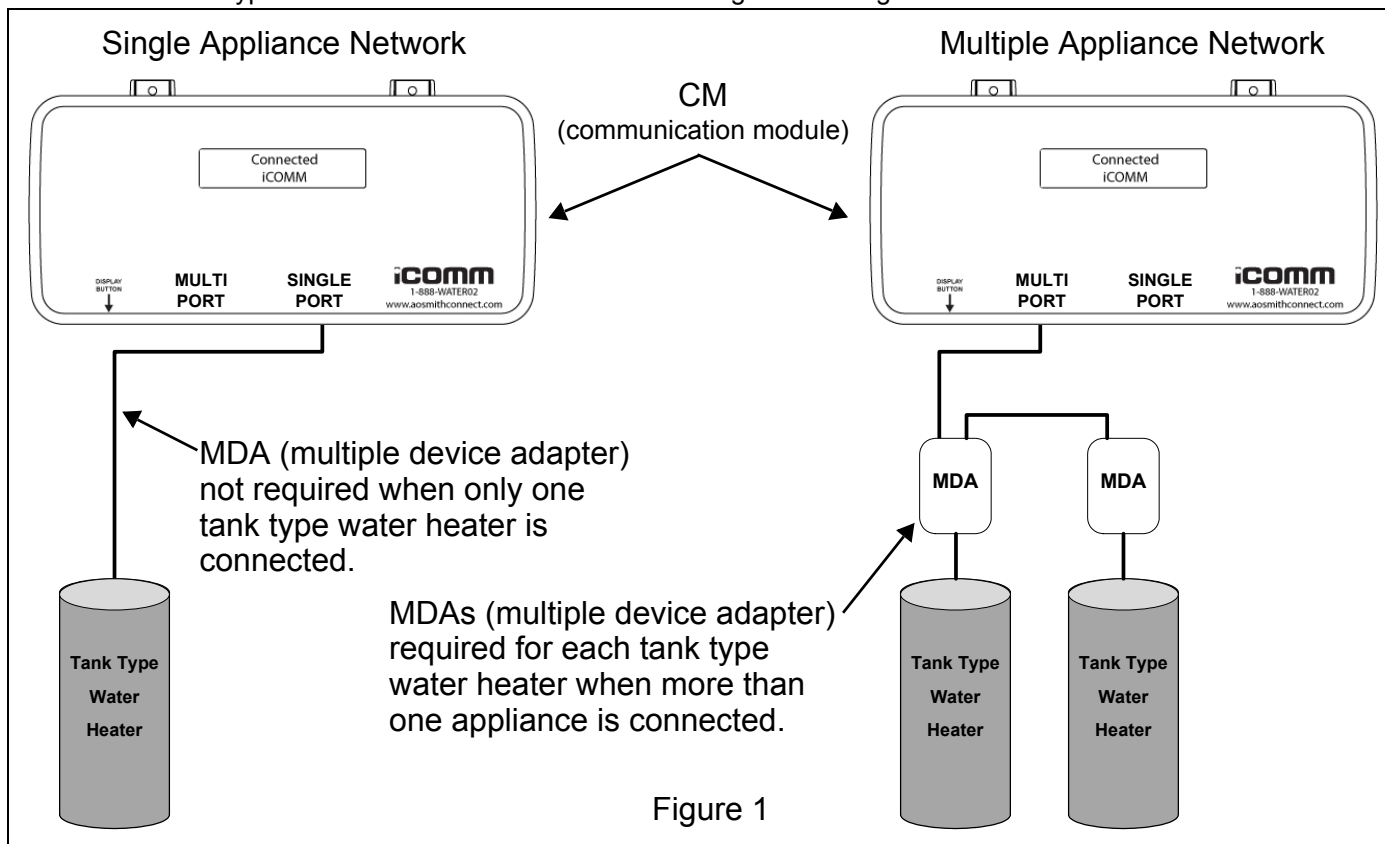 Single Appliance Network
Multiple Appliance Network
CM
(communication module)
Connected
iCOMM
DISPLAY
BUTTON
MULTI
PORT
SINGLE
PORT
iCOMM
1-888-WATER02
www.aosmithconnect.com
Connected
iCOMM
DISPLAY
BUTTON
MULTI
PORT
SINGLE
PORT
iCOMM
1-888-WATER02
www.aosmithconnect.com
MDA (multiple device adapter)
not required when only one
tank type water heater is
connected.
MDA
MDA
MDAs (multiple device adapter)
required for each tank type
water heater when more than
one appliance is connected.
Tank Type
Water
Heater
Tank Type
Water
Heater
Tank Type
Water
Heater
Figure 1